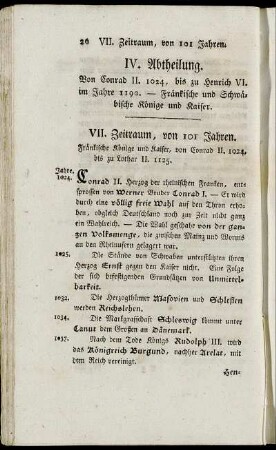 26 VII. Zeitraum, von 101 Jahren.
IV. Abtheilung.
Von Conrad II. 1024, bis zu Henrich VI.
im Jahre 1190. — Fränkische und Schwä-
bische Könige und Kaiser.
VII. Zeitraum, von 101 Jahren.
Fränkische Könige und Kaiser, von Conrad II. 1024,
bis zu Lothar II. 1125.
Jahre.
1024. Conrad II. Herzog der rheinischen Franken, ent-
sprossen von Werner Bruder Conrad I. — Er wird
durch eine völlig freie Wahl auf den Thron erho-
ben, obgleich Deutschland noch zur Zeit nicht ganz
ein Wahlreich. — Die Wahl geschahe von der gan-
zen Volksmenge, die zwischen Mainz und Worms
an den Rheinufern gelagert war.
1025. Die Stände von Schwaben unterstützten ihren
Herzog Ernst gegen den Kaiser nicht. Eine Folge
der sich befestigenden Grundsätzen von Unmittel-
barkeit.
1032. Die Herzogthümer Masovien und Schlesien
werden Reichslehen.
1034. Die Markgrafschaft Schleswig kömmt unter
Canut dem Großen an Dänemark.
1037. Nach dem Tode Königs Rudolph III. wird
das Königreich Burgund, nachher Arelat, mit
dem Reich vereinigt.
Hen-